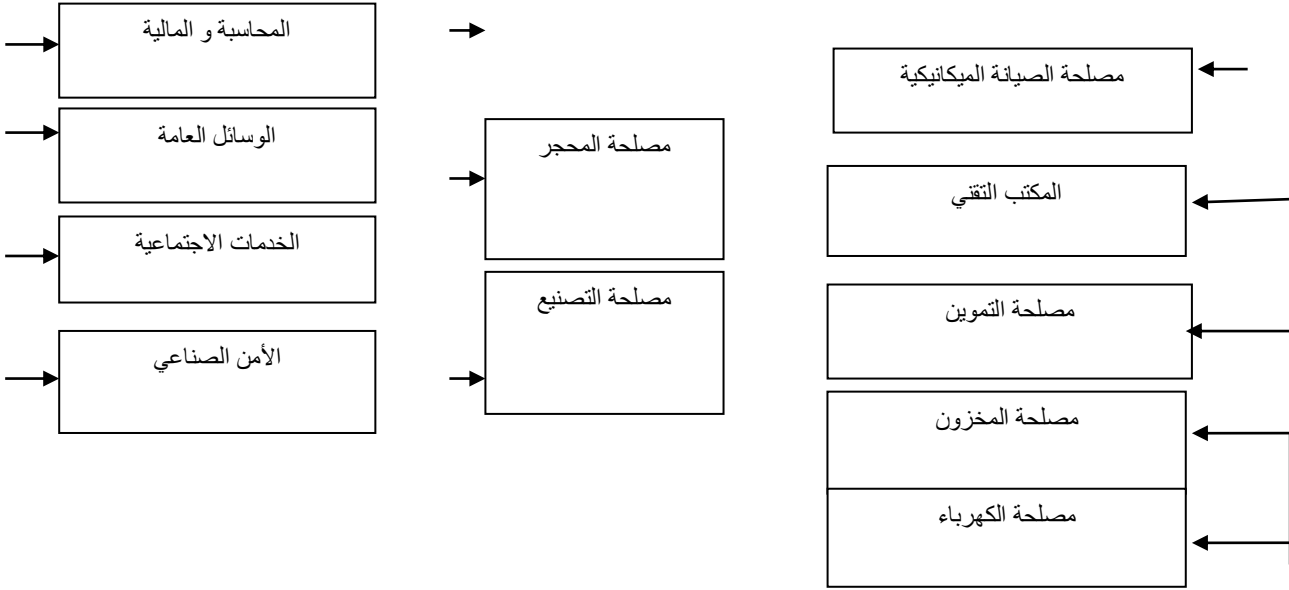 المحاسبة و المالية
الوسائل العامة
الخدمات الاجتماعية
الأمن الصناعي
مصلحة المحجر
مصلحة التصنيع
مصلحة الصيانة الميكانيكية
المكتب التقني
مصلحة التموين
مصلحة المخزون
مصلحة الكهرباء